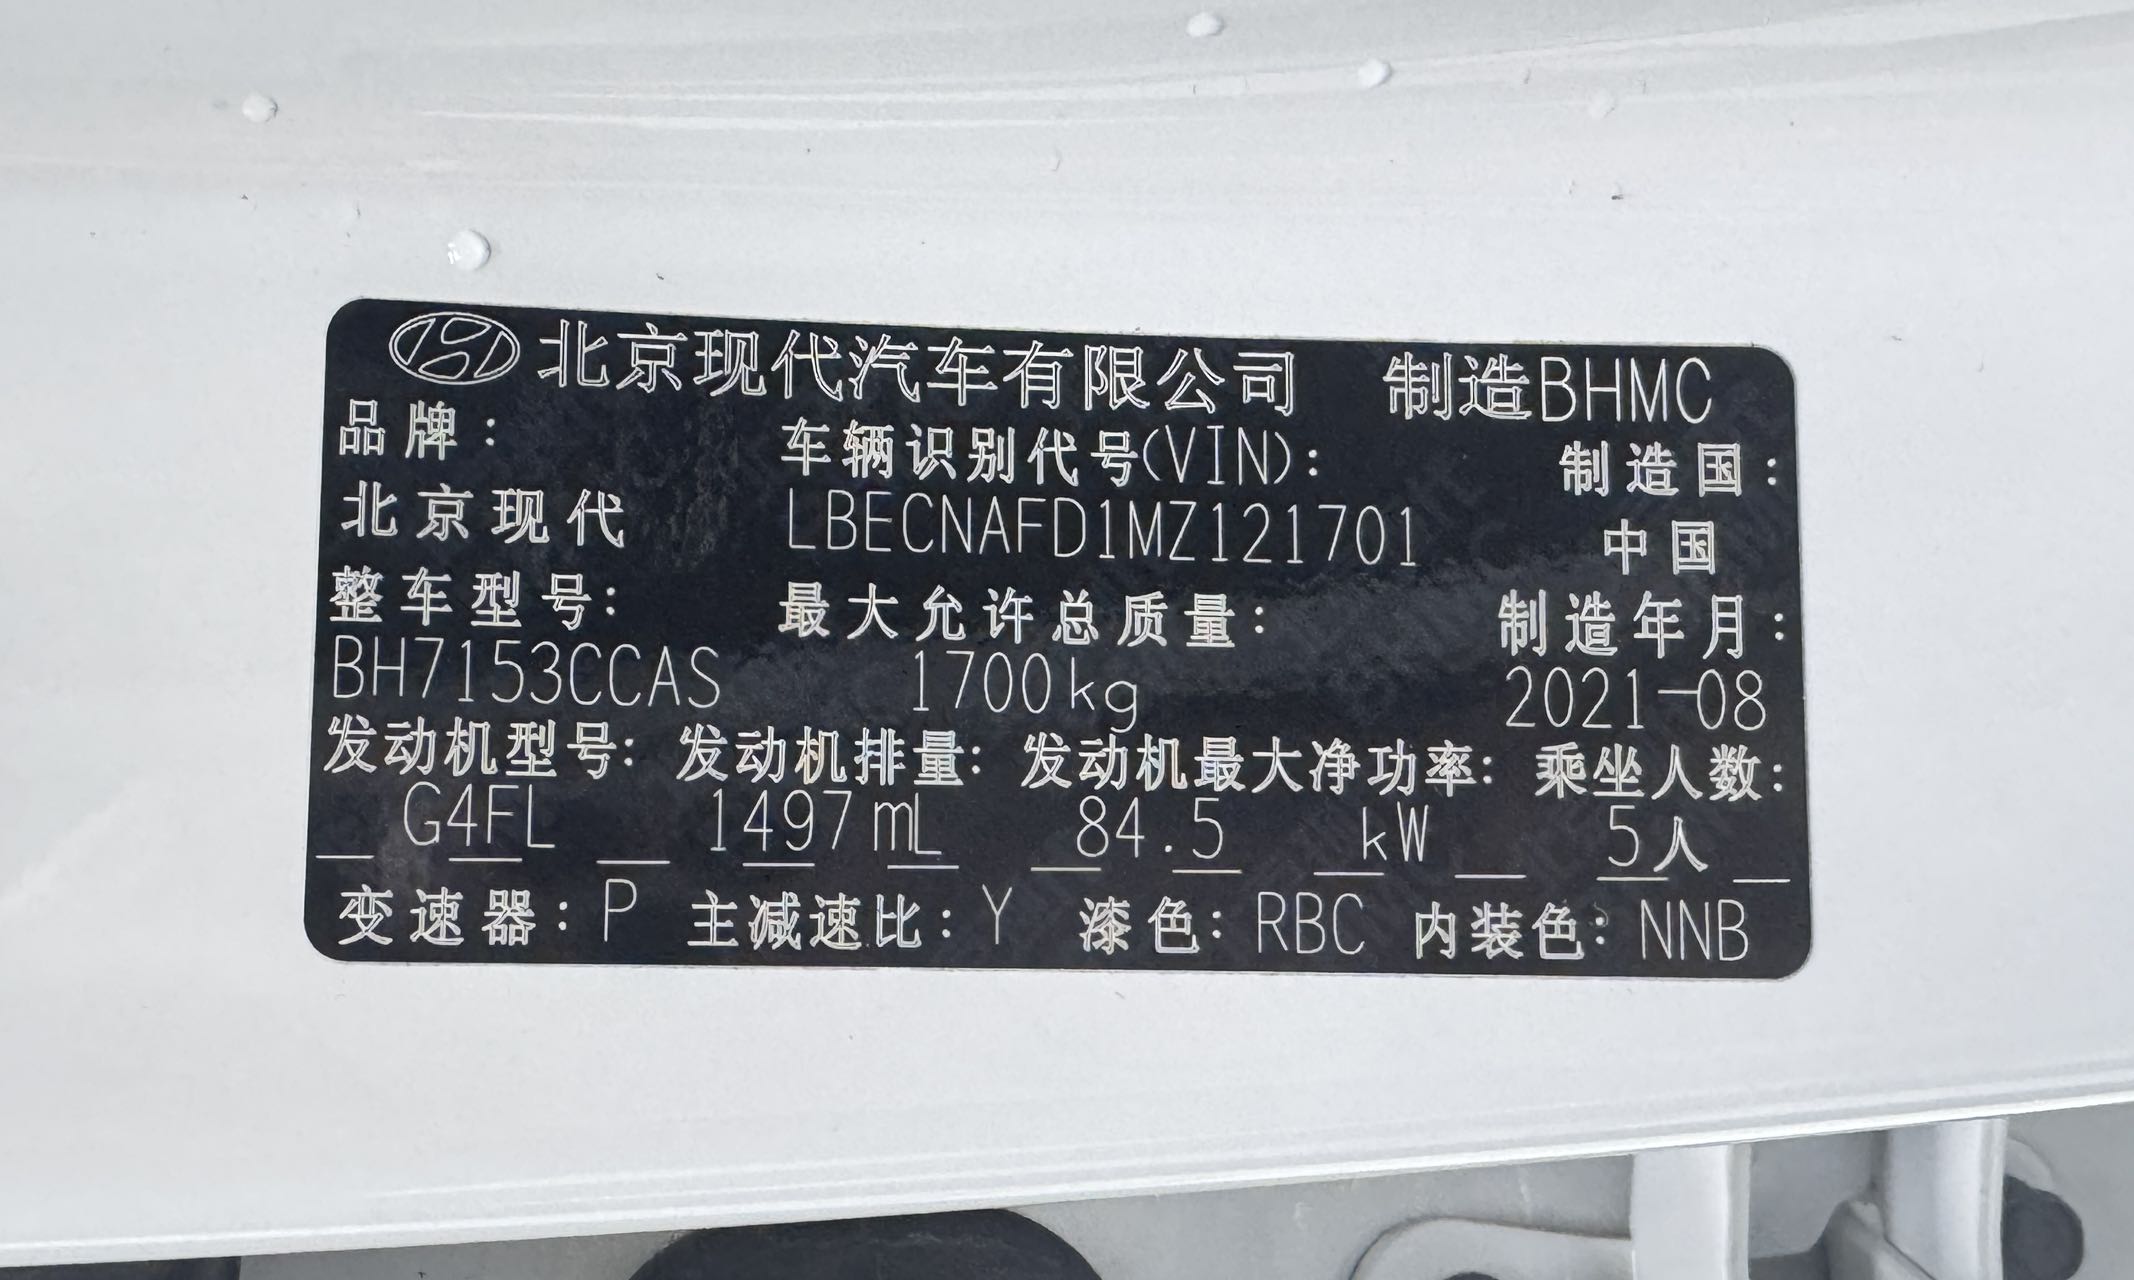 北京现代汽车有限公司 制造BHMC
品牌： 车辆识别代号(VIN)： 制造国：
北京现代 LBECNAFD1MZ121701 中国
整车型号： 最大允许总质量： 制造年月：
BH7153CCAS 1700kg 2021-08
发动机型号： 发动机排量： 发动机最大净功率： 乘坐人数：
G4FL 1497mL 84.5 kW 5人
变速器：P 主减速比：Y 漆色：RBC 内装色：NNB